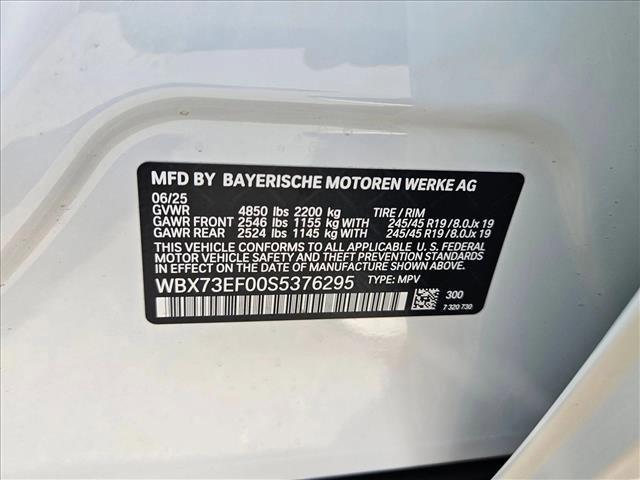 MFD BY BAYERISCHE MOTOREN WERKE AG
06/25
GVWR 4850 lbs 2200 kg TIRE / RIM
GAWR FRONT 2546 lbs 1155 kg WITH 245/45 R19 /8.0Jx 19
GAWR REAR 2524 lbs 1145 kg WITH 245/45 R19 /8.0Jx 19
THIS VEHICLE CONFORMS TO ALL APPLICABLE U. S. FEDERAL
MOTOR VEHICLE SAFETY AND THEFT PREVENTION STANDARDS
IN EFFECT ON THE DATE OF MANUFACTURE SHOWN ABOVE.
WBX73EF00S5376295 TYPE: MPV
300
7 320 730